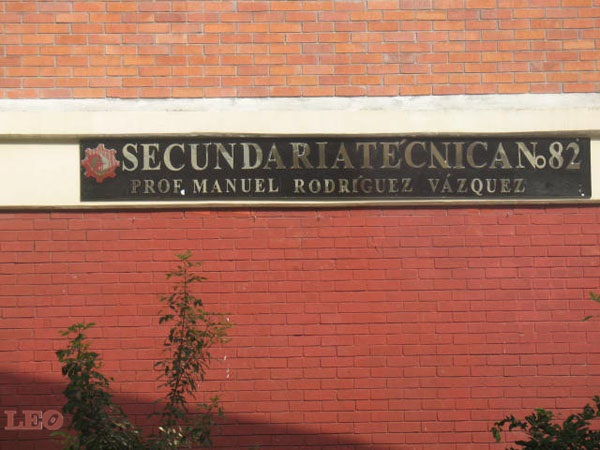 SECUNDARIA TECNICA No. 82
PROF. MANUEL RODRÍGUEZ VÁZQUEZ
LEO